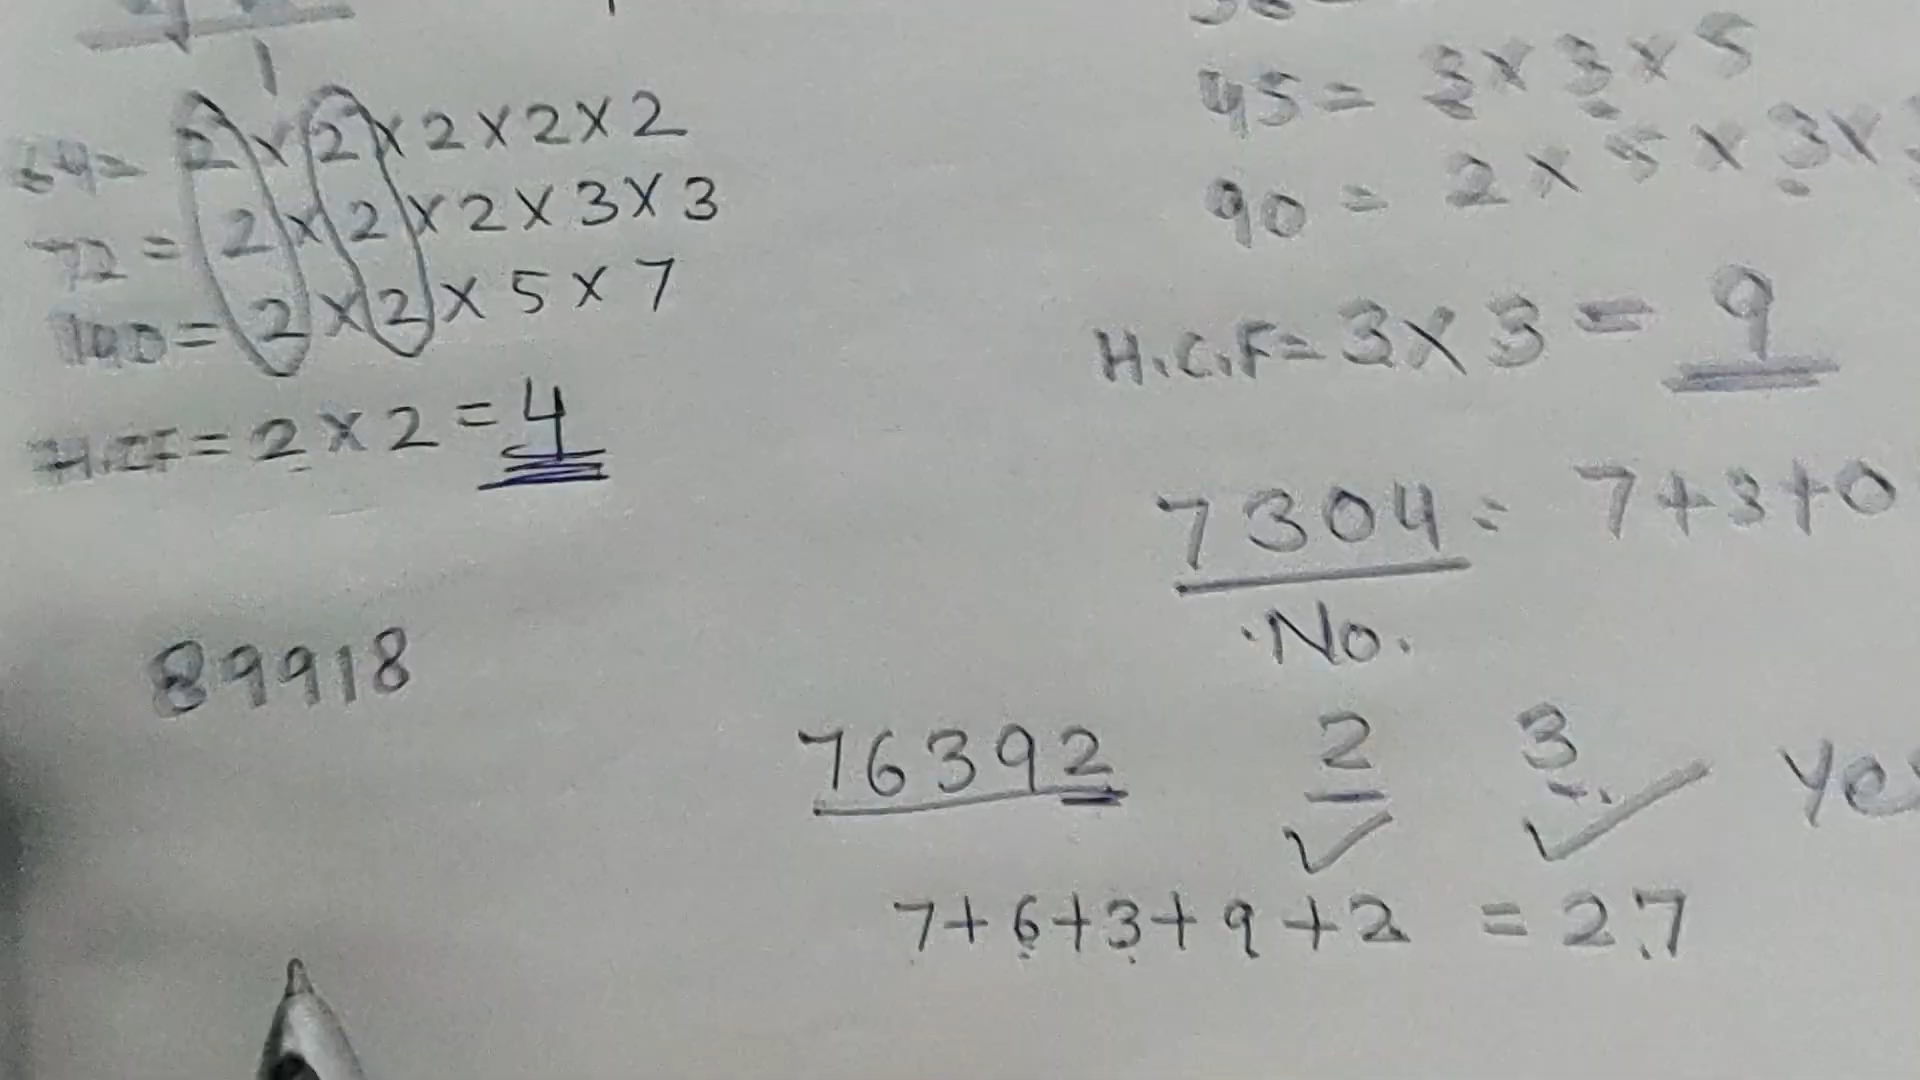 64= 2 × 2 × 2 × 2 × 2
72 = 2 × 2 × 2 × 3 × 3
140 = 2 × 2 × 5 × 7
H.CF = 2 × 2 = 4
89918
45 = 3 × 3 × 5
90 = 2 × 5 × 3 ×
H.C.F = 3 × 3 = 9
7304 = 7+3+0
.No.
76392 2 3 Yes
7+6+3+9+2 = 27